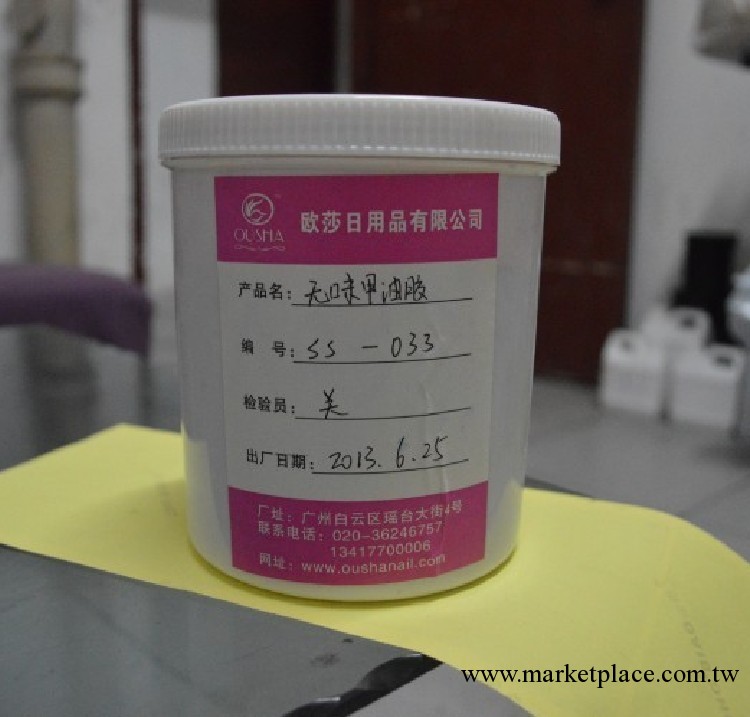 OUSHA
欧莎日用品有限公司
产品名: 无味甲油胶
编 号: SS - 033
检验员: 美
出厂日期: 2013. 6. 25
厂址: 广州白云区瑶台大街4号
联系电话: 020-36246757
13417700006
网址: www.oushanail.com
www.marketplace.com.tw